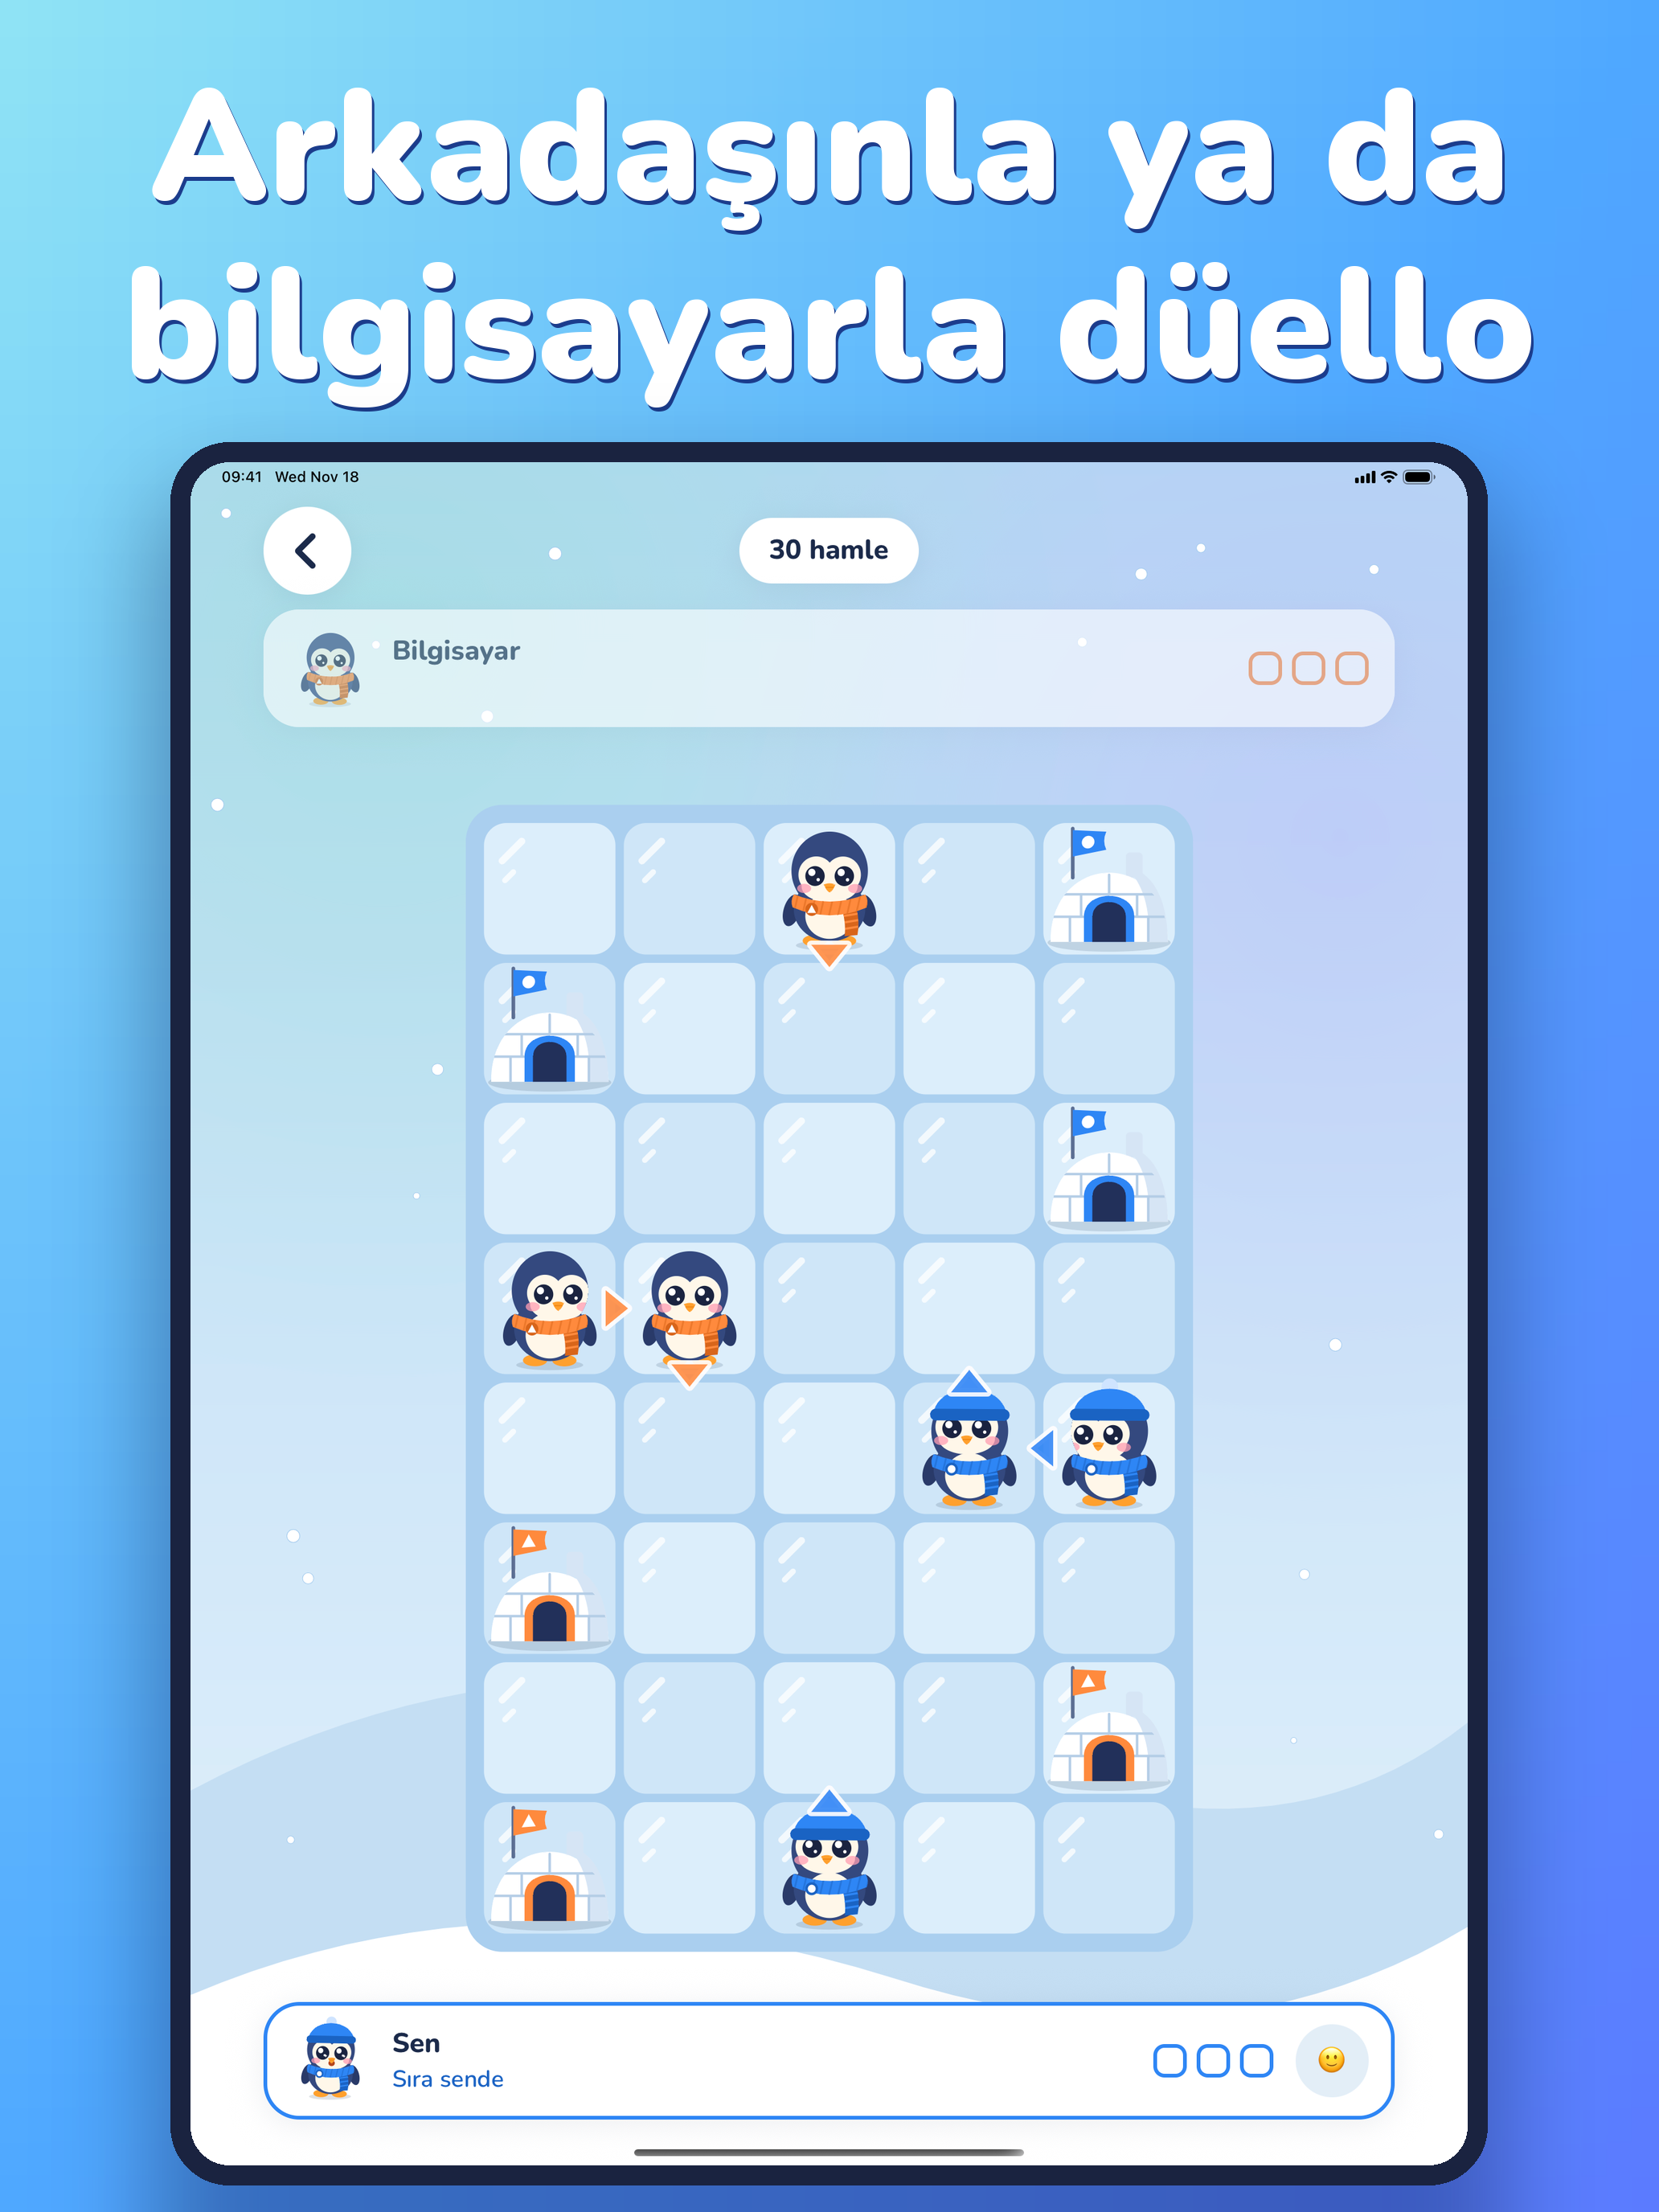 Arkadaşınla ya da
bilgisayarla düello
09:41 Wed Nov 18
30 hamle
Bilgisayar
Sen
Sıra sende